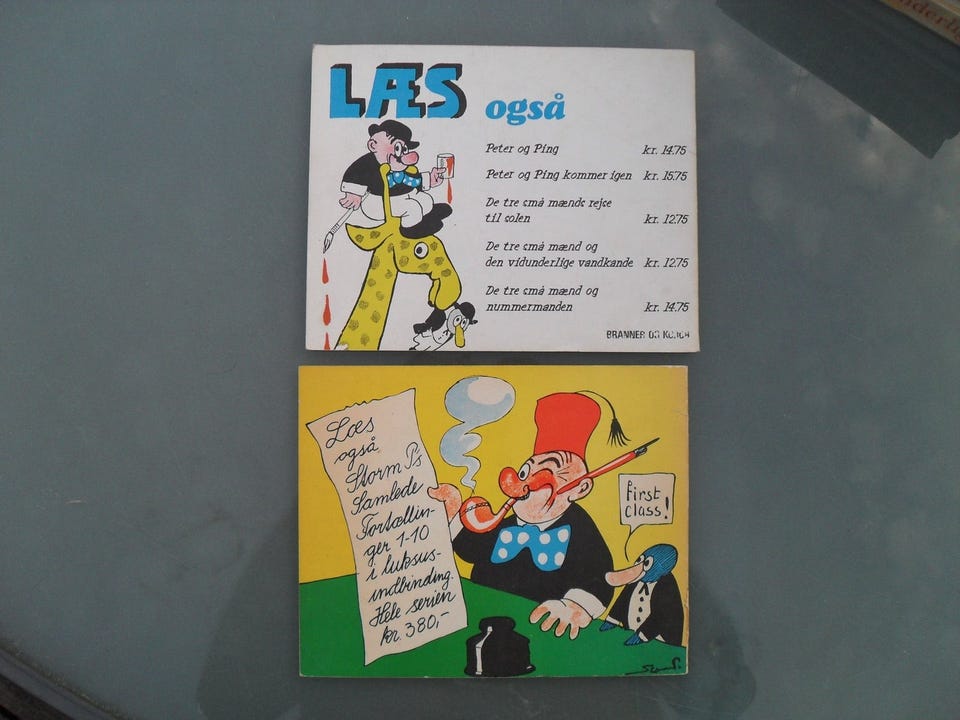 LÆS også
Peter og Ping kr. 14.75
Peter og Ping kommer igen kr. 15.75
De tre små mænds rejse
til solen kr. 12.75
De tre små mænd og
den vidunderlige vandkande kr. 12.75
De tre små mænd og
nummermanden kr. 14.75
BRANNER OG KORCH
Læs
også
Storm P's
Samlede
Fortællin-
ger 1-10
i luksus-
indbinding.
Hele serien
kr. 380,-
first
class!
Storm P.